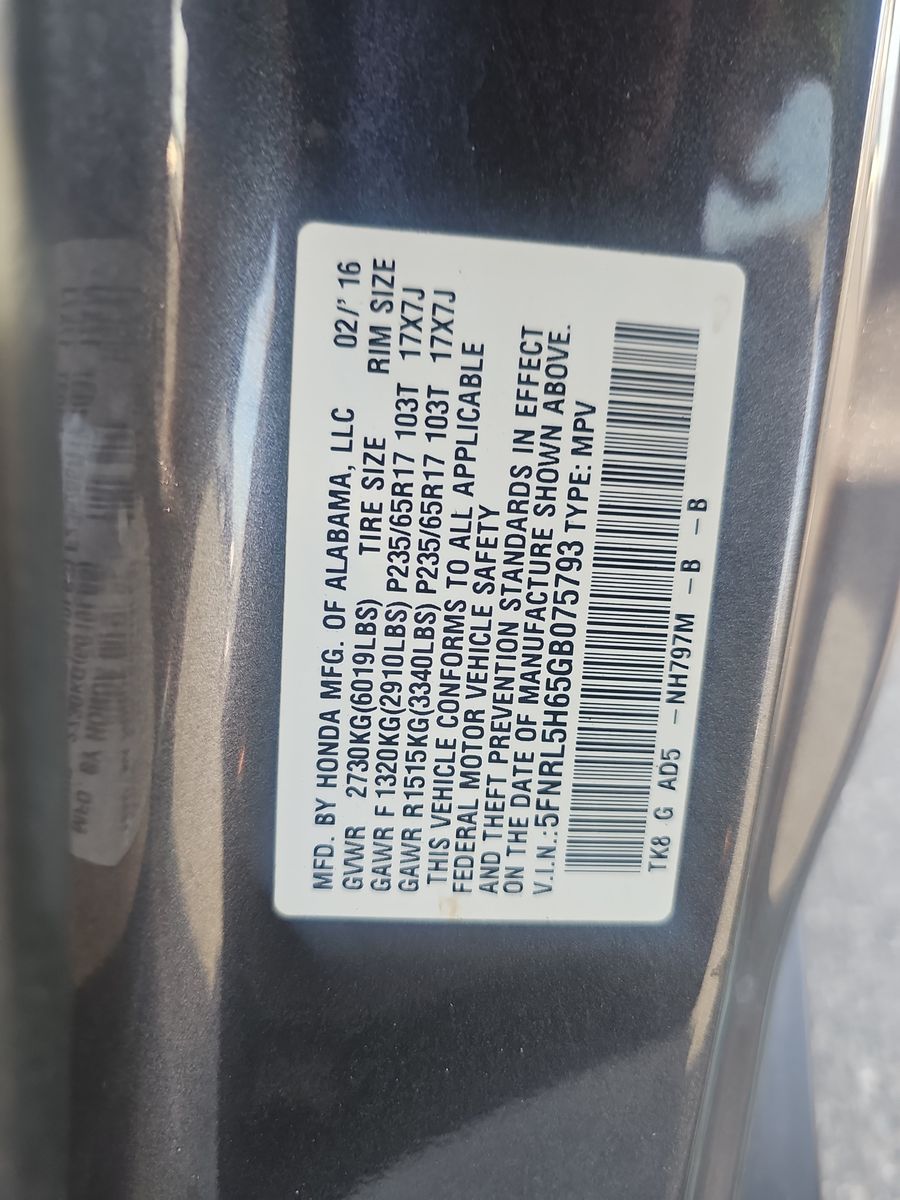 MFD. BY HONDA MFG. OF ALABAMA, LLC 02/' 16
GVWR 2730KG(6019LBS) TIRE SIZE RIM SIZE
GAWR F 1320KG(2910LBS) P235/65R17 103T 17X7J
GAWR R1515KG(3340LBS) P235/65R17 103T 17X7J
THIS VEHICLE CONFORMS TO ALL APPLICABLE
FEDERAL MOTOR VEHICLE SAFETY
AND THEFT PREVENTION STANDARDS IN EFFECT
ON THE DATE OF MANUFACTURE SHOWN ABOVE.
V.I.N.:5FNRL5H65GB075793 TYPE: MPV
TK8 G AD5 -NH797M -B -B